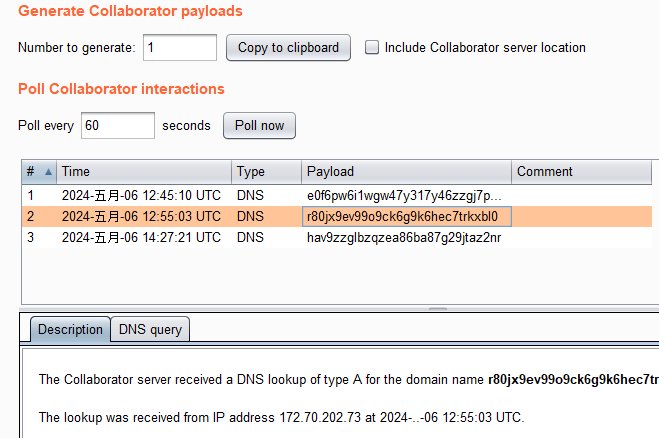 Generate Collaborator payloads
Number to generate: 1 Copy to clipboard Include Collaborator server location
Poll Collaborator interactions
Poll every 60 seconds Poll now
# Time Type Payload Comment
1 2024-五月-06 12:45:10 UTC DNS e0f6pw6i1wgw47y317y46zzgj7p...
2 2024-五月-06 12:55:03 UTC DNS r80jx9ev99o9ck6g9k6hec7trkxbl0
3 2024-五月-06 14:27:21 UTC DNS hav9zzglbzqzea86ba87g29jtaz2nr
Description DNS query
The Collaborator server received a DNS lookup of type A for the domain name r80jx9ev99o9ck6g9k6hec7tr
The lookup was received from IP address 172.70.202.73 at 2024-..-06 12:55:03 UTC.